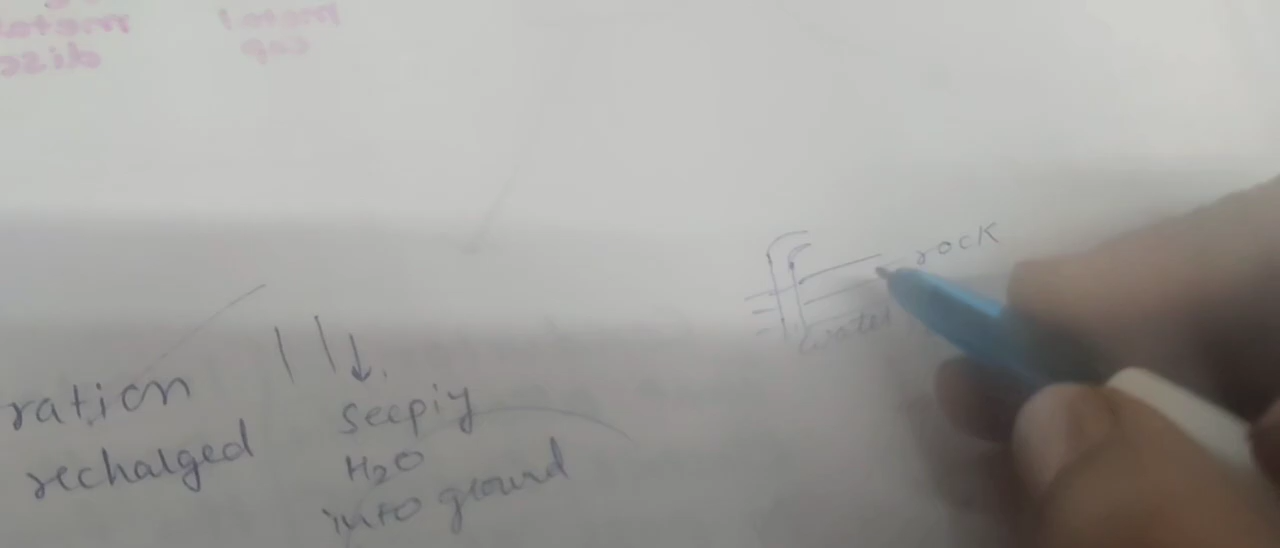 rock
water
ration
recharged
seepiy
H2O
into ground